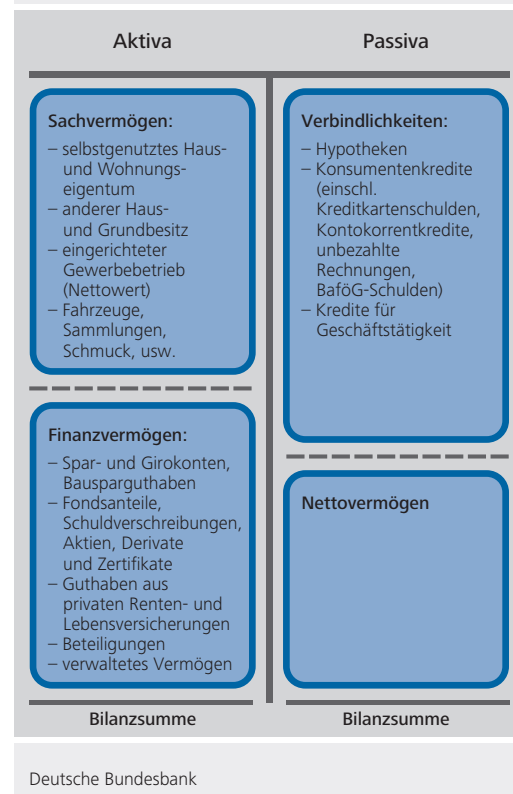 Aktiva
Sachvermögen:
– selbstgenutztes Haus-
und Wohnungs-
eigentum
– anderer Haus-
und Grundbesitz
– eingerichteter
Gewerbebetrieb
(Nettowert)
– Fahrzeuge,
Sammlungen,
Schmuck, usw.
Finanzvermögen:
– Spar- und Girokonten,
Bausparguthaben
– Fondsanteile,
Schuldverschreibungen,
Aktien, Derivate
und Zertifikate
– Guthaben aus
privaten Renten- und
Lebensversicherungen
– Beteiligungen
– verwaltetes Vermögen
Bilanzsumme
Passiva
Verbindlichkeiten:
– Hypotheken
– Konsumentenkredite
(einschl.
Kreditkartenschulden,
Kontokorrentkredite,
unbezahlte
Rechnungen,
BaföG-Schulden)
– Kredite für
Geschäftstätigkeit
Nettovermögen
Bilanzsumme
Deutsche Bundesbank